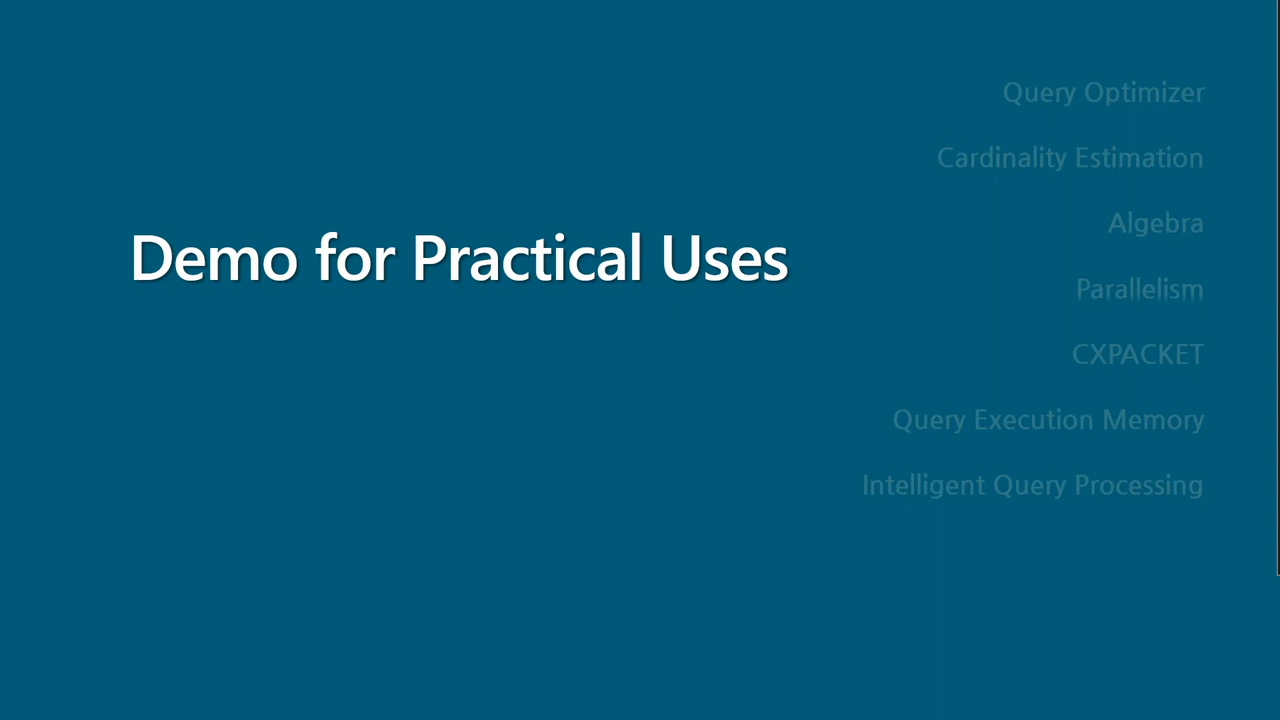 Demo for Practical Uses
Query Optimizer
Cardinality Estimation
Algebra
Parallelism
CXPACKET
Query Execution Memory
Intelligent Query Processing